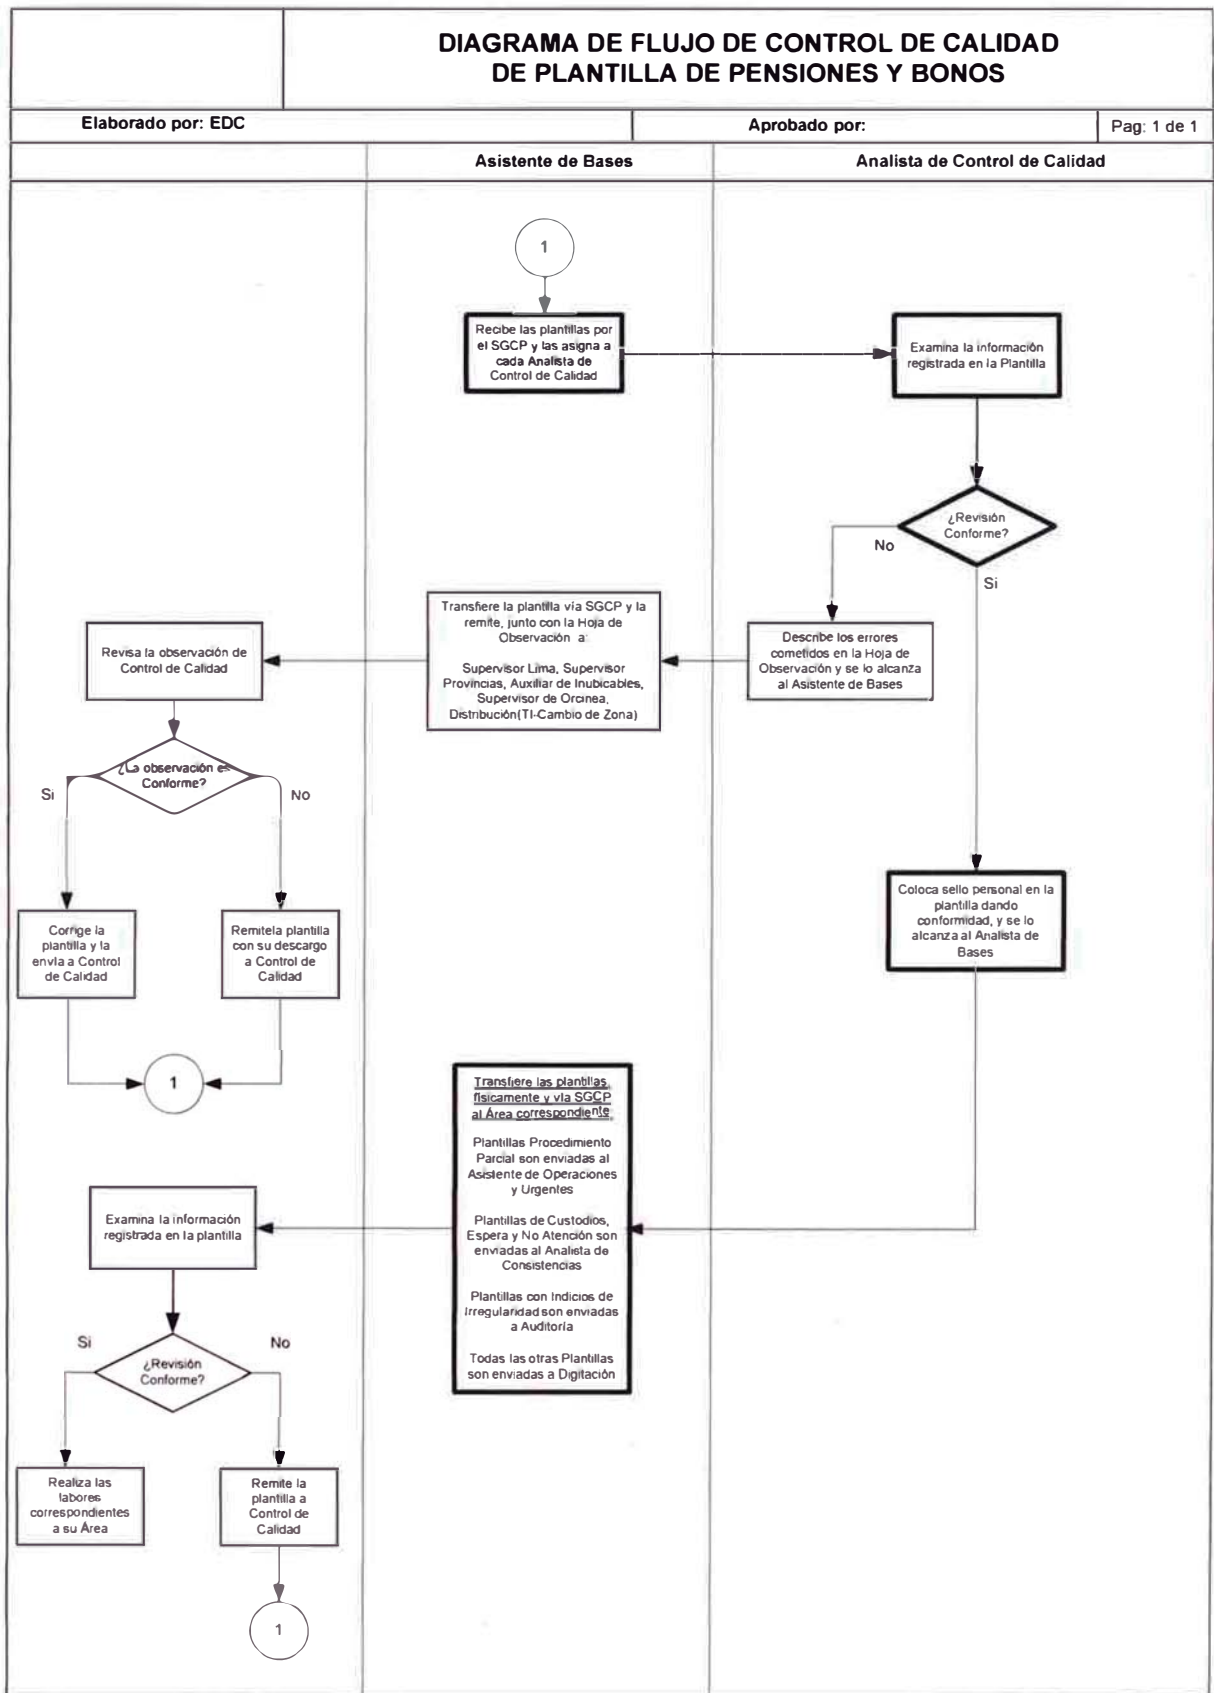 DIAGRAMA DE FLUJO DE CONTROL DE CALIDAD
DE PLANTILLA DE PENSIONES Y BONOS
Elaborado por: EDC
Aprobado por:
Pag: 1 de 1
Asistente de Bases
Analista de Control de Calidad
1
Recibe las plantillas por
el SGCP y las asigna a
cada Analista de
Control de Calidad
Examina la información
registrada en la Plantilla
¿Revisión
Conforme?
No
Si
Describe los errores
cometidos en la Hoja de
Observación y se lo alcanza
al Asistente de Bases
Transfiere la plantilla vía SGCP y la
remite, junto con la Hoja de
Observación a:
Supervisor Lima, Supervisor
Provincias, Auxiliar de Inubicables,
Supervisor de Orcinea,
Distribución(TI-Cambio de Zona)
Revisa la observación de
Control de Calidad
¿La observación es
Conforme?
Si
No
Corrige la
plantilla y la
envía a Control
de Calidad
Remitela plantilla
con su descargo
a Control de
Calidad
1
Coloca sello personal en la
plantilla dando
conformidad, y se lo
alcanza al Analista de
Bases
Transfiere las plantillas,
físicamente y vía SGCP
al Área correspondiente
Plantillas Procedimiento
Parcial son enviadas al
Asistente de Operaciones
y Urgentes
Plantillas de Custodios,
Espera y No Atención son
enviadas al Analista de
Consistencias
Plantillas con Indicios de
Irregularidad son enviadas
a Auditoría
Todas las otras Plantillas
son enviadas a Digitación
Examina la información
registrada en la plantilla
Si
No
¿Revisión
Conforme?
Realiza las
labores
correspondientes
a su Área
Remite la
plantilla a
Control de
Calidad
1